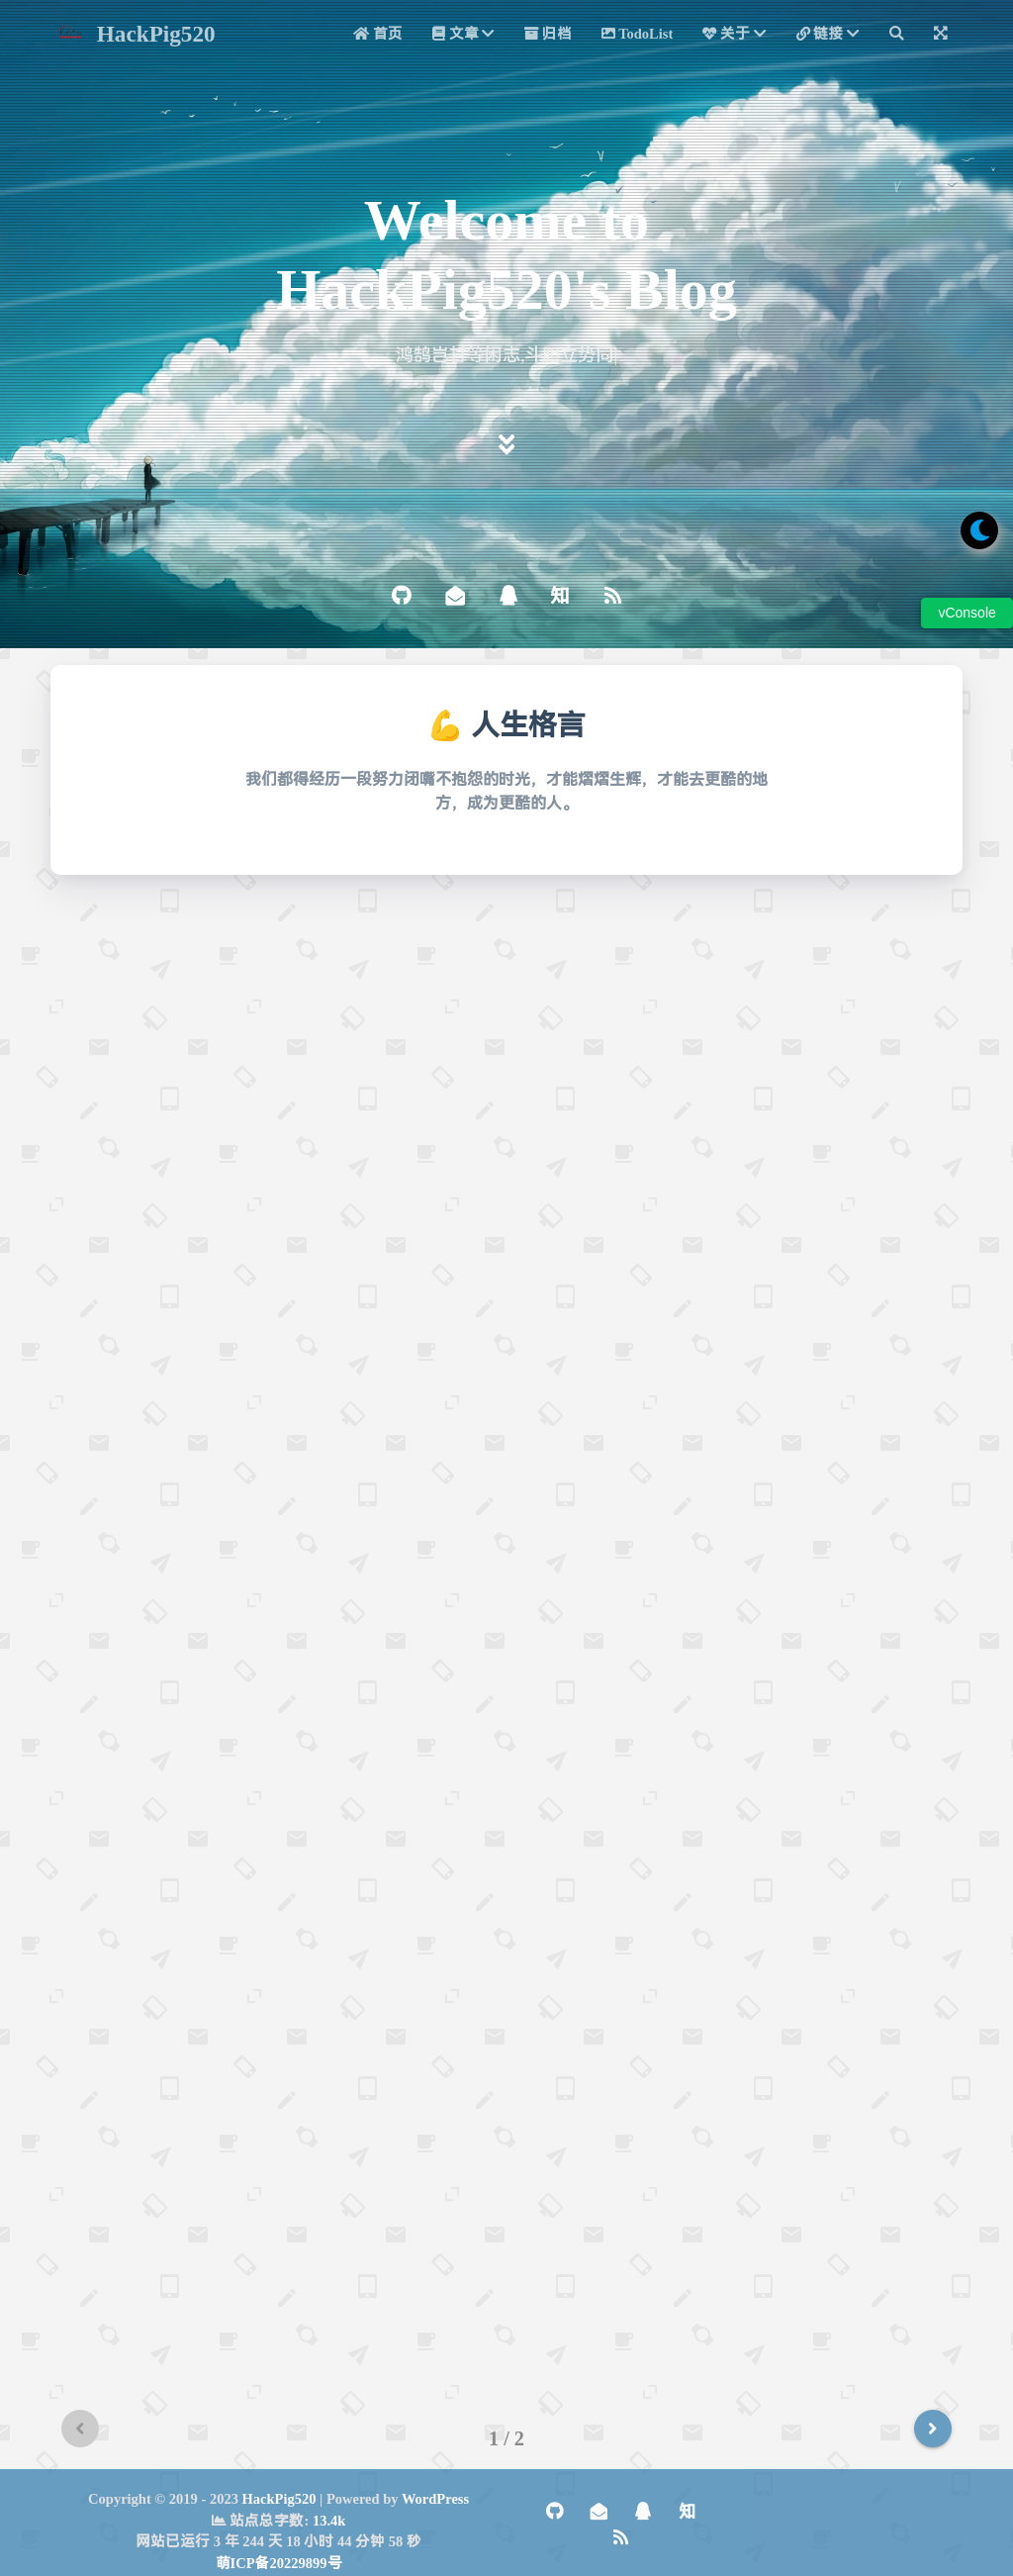 HackPig520
首页 文章 归档 TodoList 关于 链接
Welcome to
HackPig520's Blog
鸿鹄岂
志,斗
势同
知
vConsole
💪 人生格言
我们都得经历一段努力闭嘴不抱怨的时光，才能熠熠生辉，才能去更酷的地
方，成为更酷的人。
1 / 2
Copyright © 2019 - 2023 HackPig520 | Powered by WordPress
站点总字数: 13.4k
网站已运行 3 年 244 天 18 小时 44 分钟 58 秒
萌ICP备20229899号
知